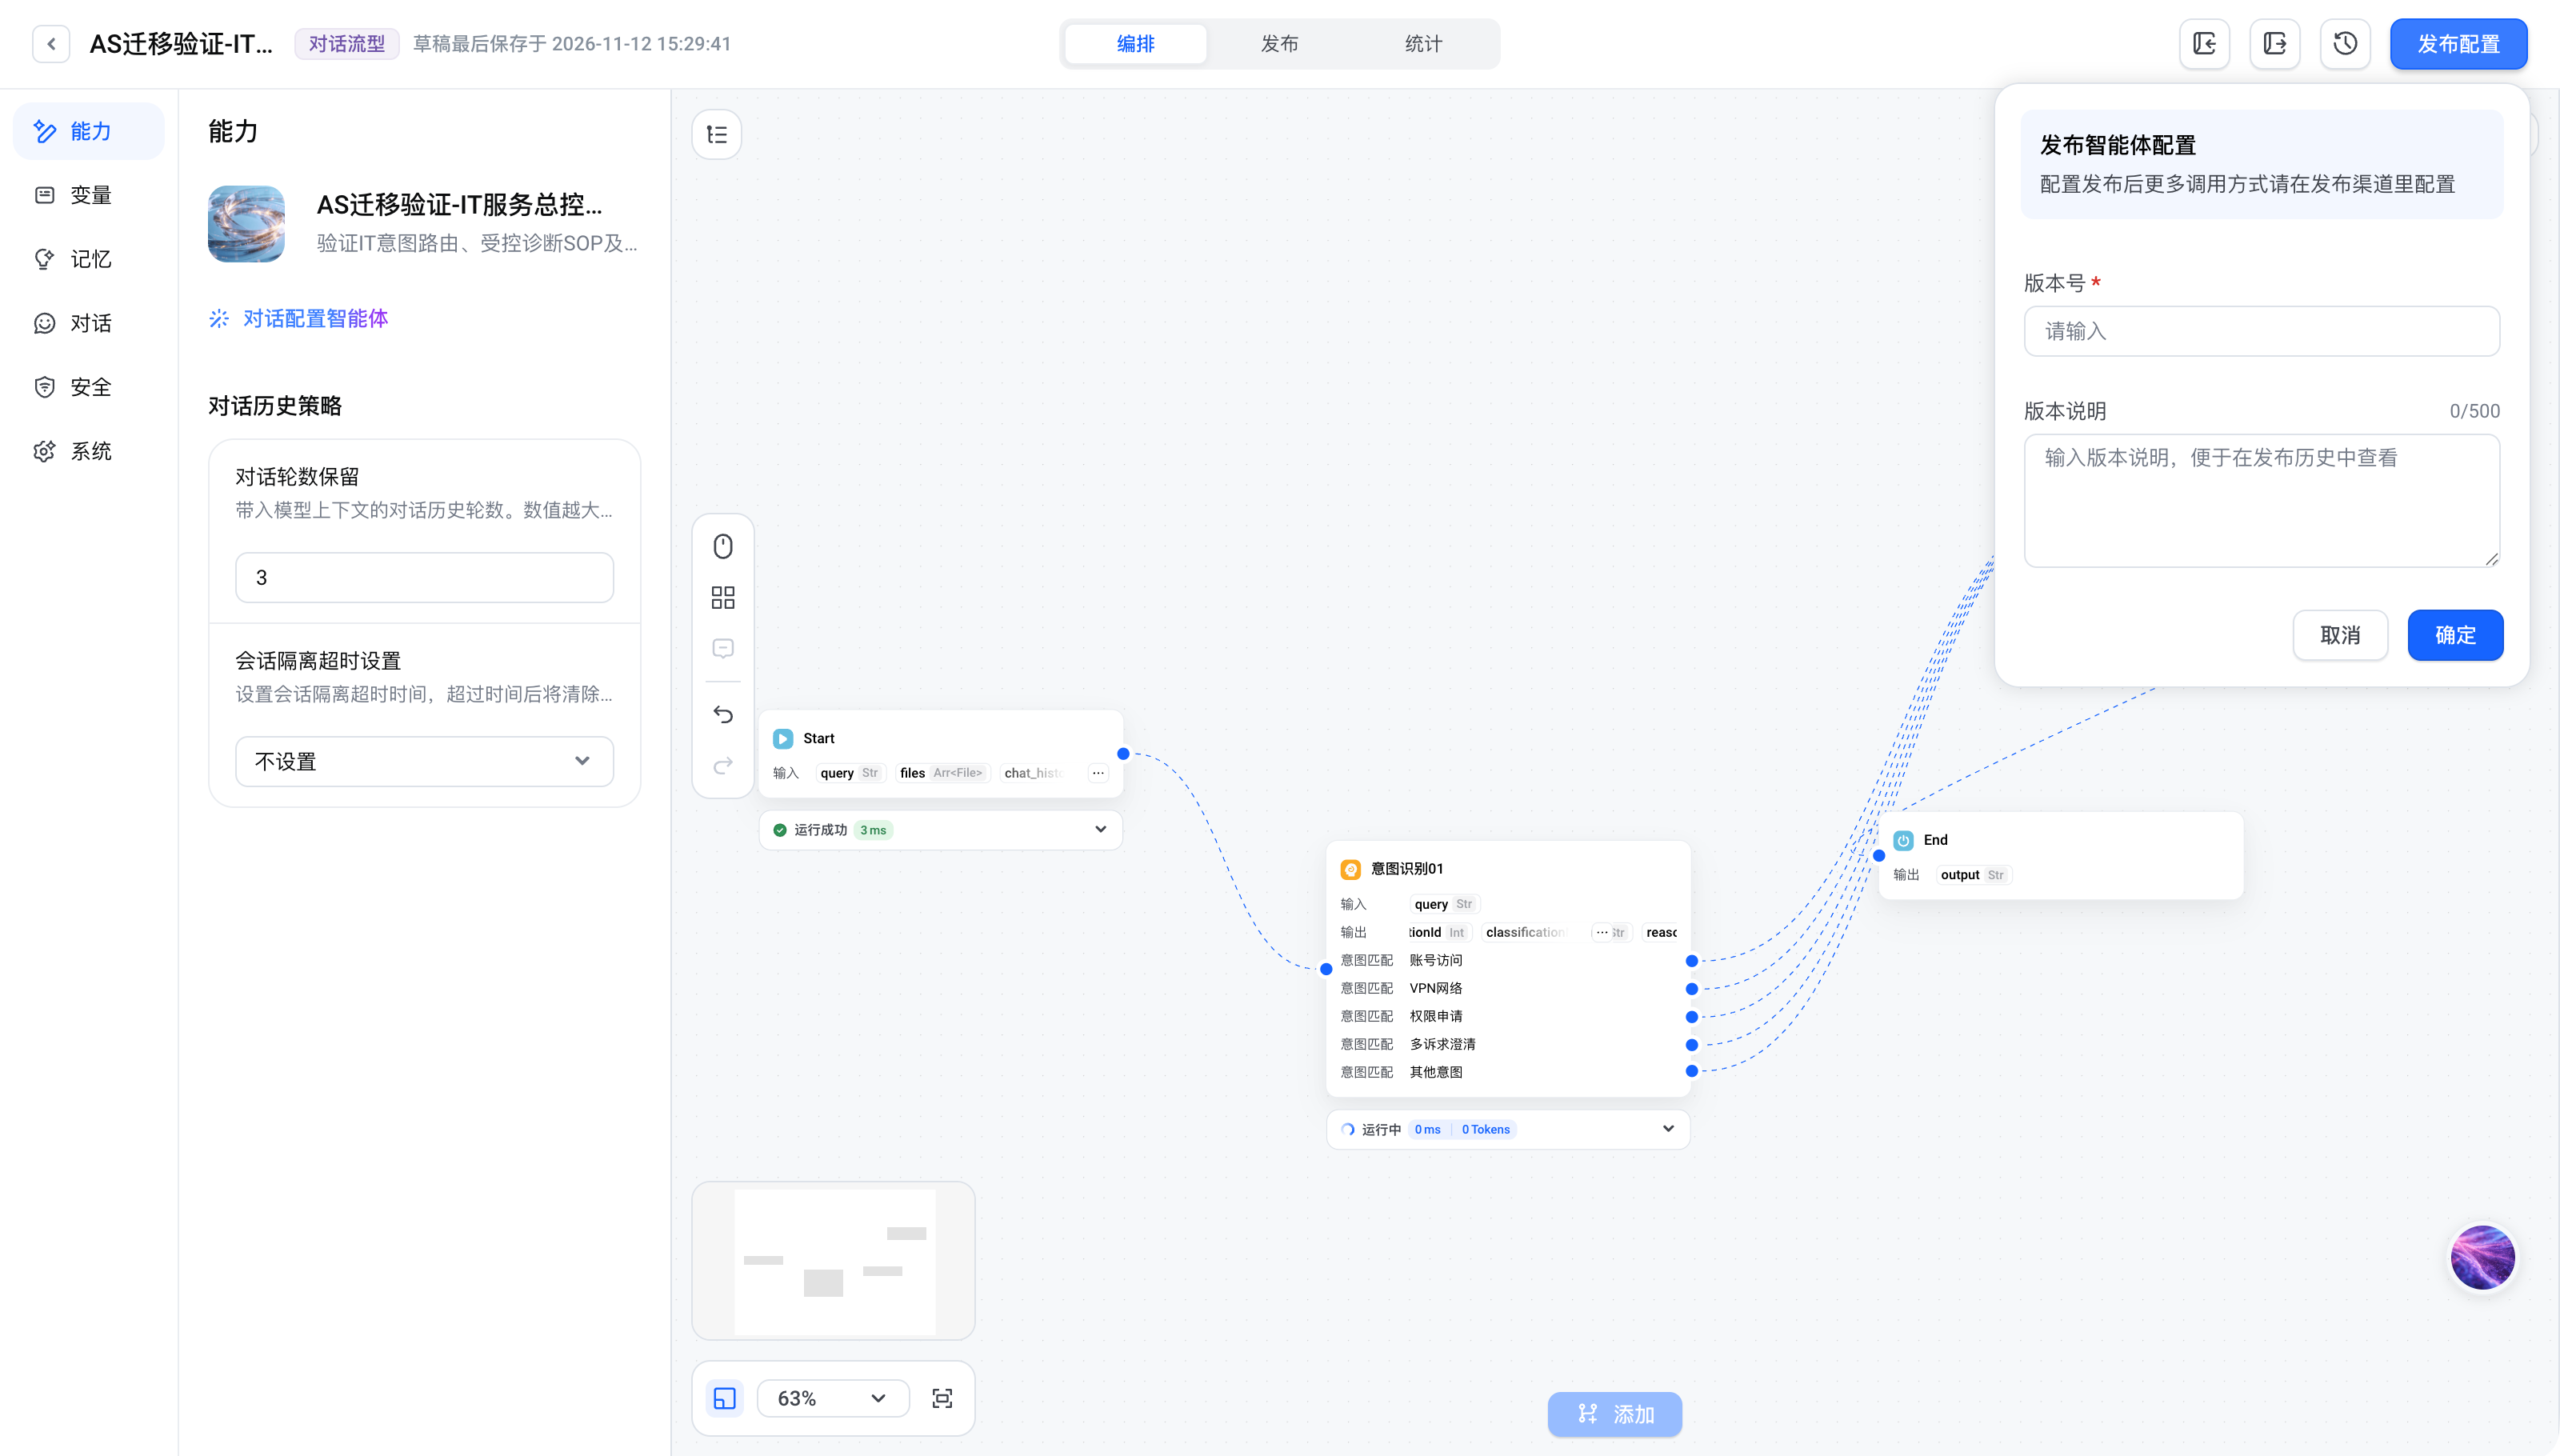 AS迁移验证-IT...
对话流型
草稿最后保存于 2026-11-12 15:29:41
编排
发布
统计
发布配置
能力
变量
记忆
对话
安全
系统
能力
AS迁移验证-IT服务总控...
验证IT意图路由、受控诊断SOP及...
对话配置智能体
对话历史策略
对话轮数保留
带入模型上下文的对话历史轮数。数值越大...
3
会话隔离超时设置
设置会话隔离超时时间，超过时间后将清除...
不设置
Start
输入 query Str files Arr<File> chat_histo ...
运行成功 3 ms
意图识别01
输入 query Str
输出 tionId Int classification ... Str reaso
意图匹配 账号访问
意图匹配 VPN网络
意图匹配 权限申请
意图匹配 多诉求澄清
意图匹配 其他意图
运行中 0 ms 0 Tokens
End
输出 output Str
发布智能体配置
配置发布后更多调用方式请在发布渠道里配置
版本号 *
请输入
版本说明 0/500
输入版本说明，便于在发布历史中查看
取消
确定
63%
添加